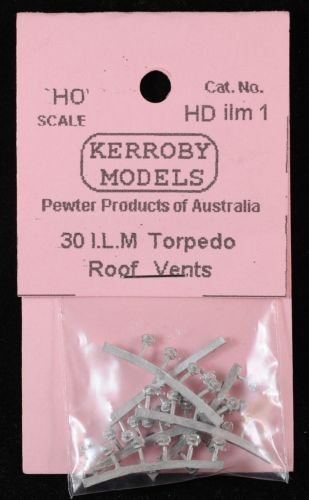 'HO'
SCALE
Cat. No.
HD ilm 1
KERROBY
MODELS
Pewter Products of Australia
30 I.L.M Torpedo
Roof Vents